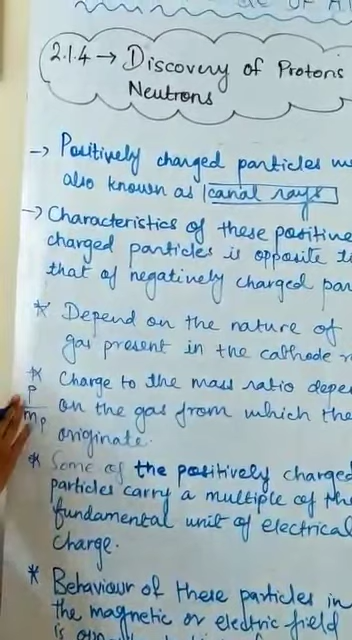 2.1.4 → Discovery of Protons
Neutrons
→ Positively charged particles
also known as canal rays
→ Characteristics of these positive
charged particles is opposite
that of negatively charged
* Depend on the nature of
gas present in the cathode
* Charge to the mass ratio
p
mp
on the gas from which the
originate.
* Some of the positively charged
particles carry a multiple of
fundamental unit of electrical
charge.
* Behaviour of these particles in
the magnetic or electric field
is